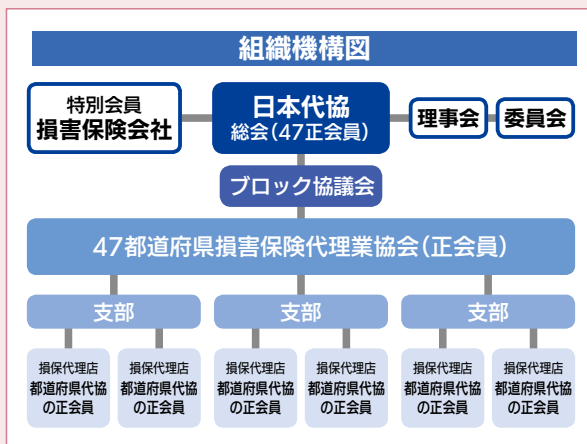 組織機構図
特別会員
損害保険会社
日本代協
総会(47正会員)
理事会
委員会
ブロック協議会
47都道府県損害保険代理業協会(正会員)
支部
支部
支部
損保代理店
都道府県代協
の正会員
損保代理店
都道府県代協
の正会員
損保代理店
都道府県代協
の正会員
損保代理店
都道府県代協
の正会員
損保代理店
都道府県代協
の正会員
損保代理店
都道府県代協
の正会員